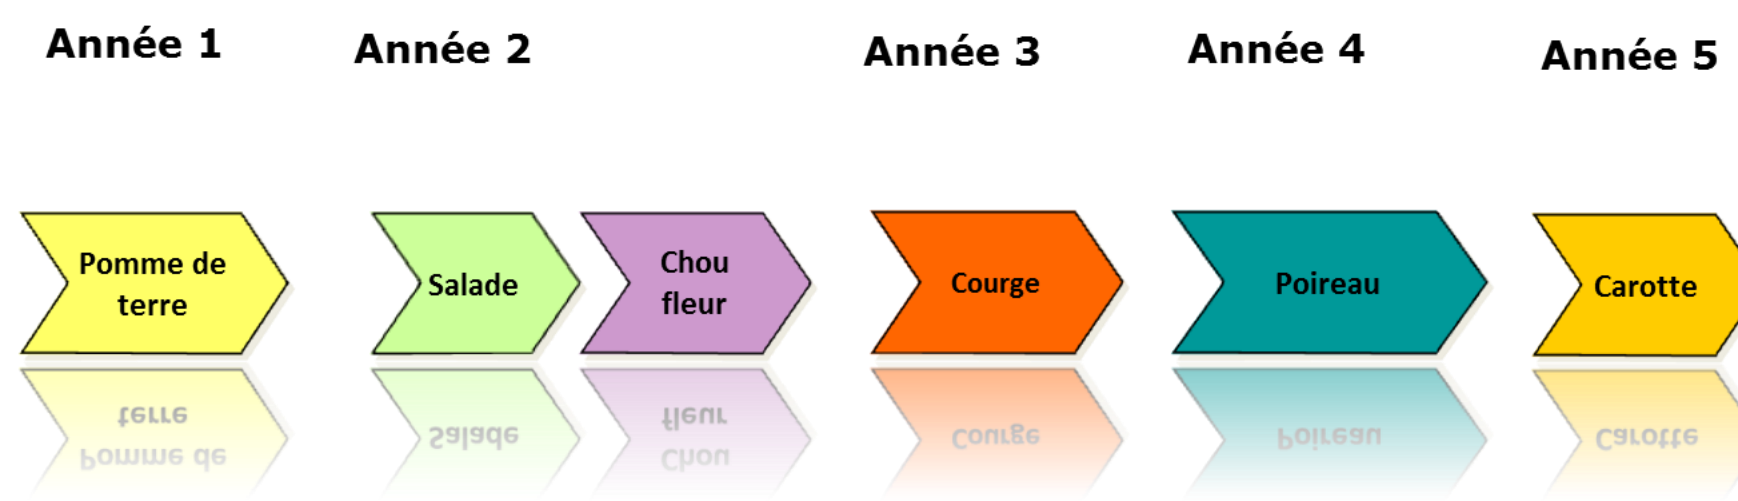 Année 1
Année 2
Année 3
Année 4
Année 5
Pomme de
terre
Salade
Chou
fleur
Courge
Poireau
Carotte